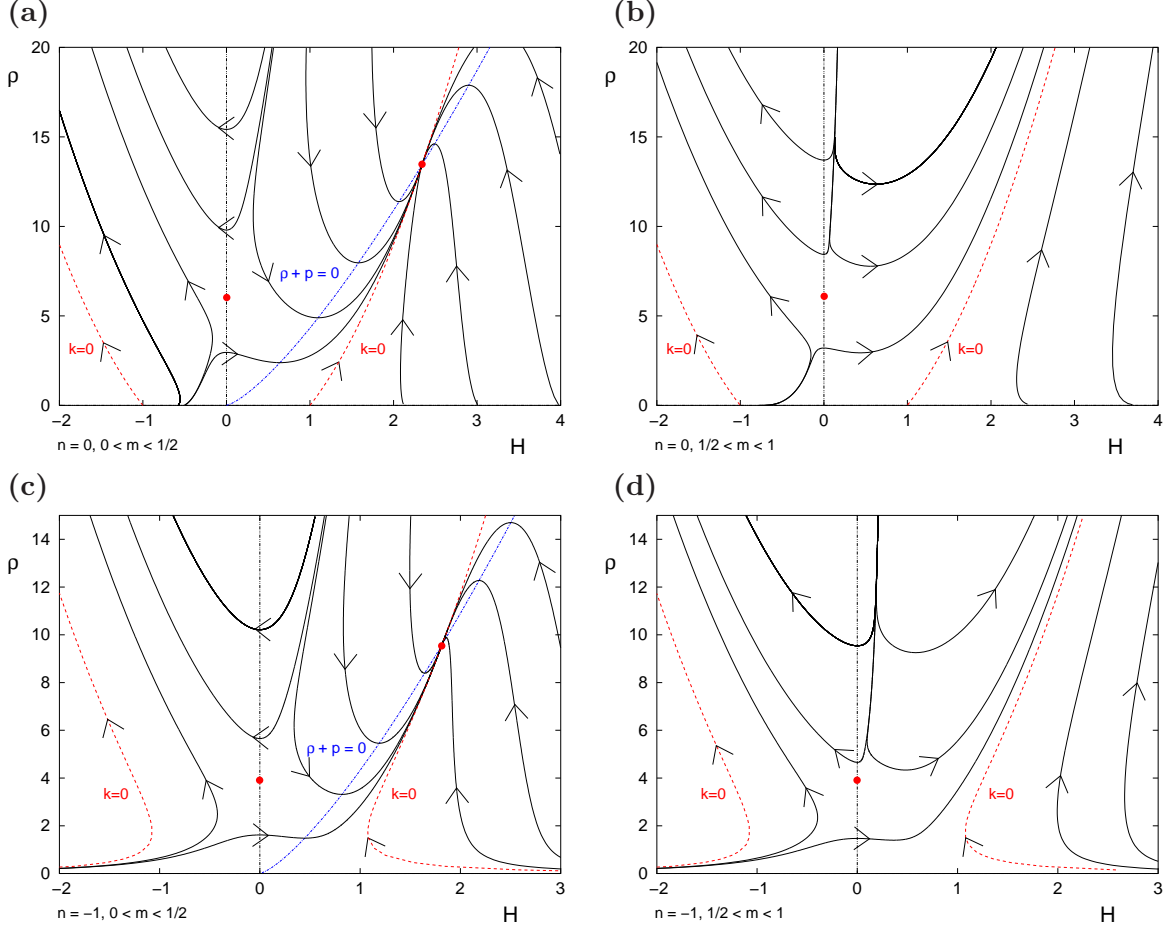 (a)
(b)
20
15
10
5
0
ρ
k=0
ρ + p = 0
k=0
−2 −1 0 1 2 3 4
n = 0, 0 < m < 1/2
H
20
15
10
5
0
ρ
k=0
k=0
−2 −1 0 1 2 3 4
n = 0, 1/2 < m < 1
H
(c)
(d)
14
12
10
8
6
4
2
0
ρ
k=0
ρ + p = 0
k=0
−2 −1 0 1 2 3
n = −1, 0 < m < 1/2
H
14
12
10
8
6
4
2
0
ρ
k=0
k=0
−2 −1 0 1 2 3
n = −1, 1/2 < m < 1
H